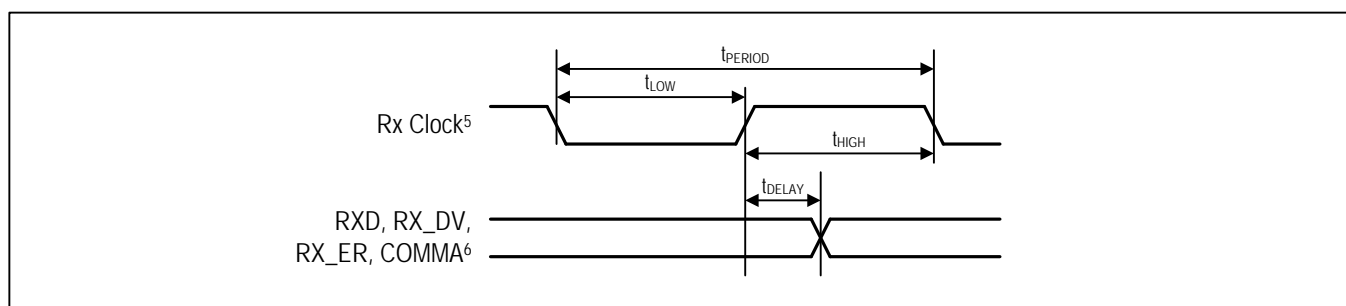 tPERIOD
tLOW
Rx Clock5
tHIGH
tDELAY
RXD, RX_DV,
RX_ER, COMMA6